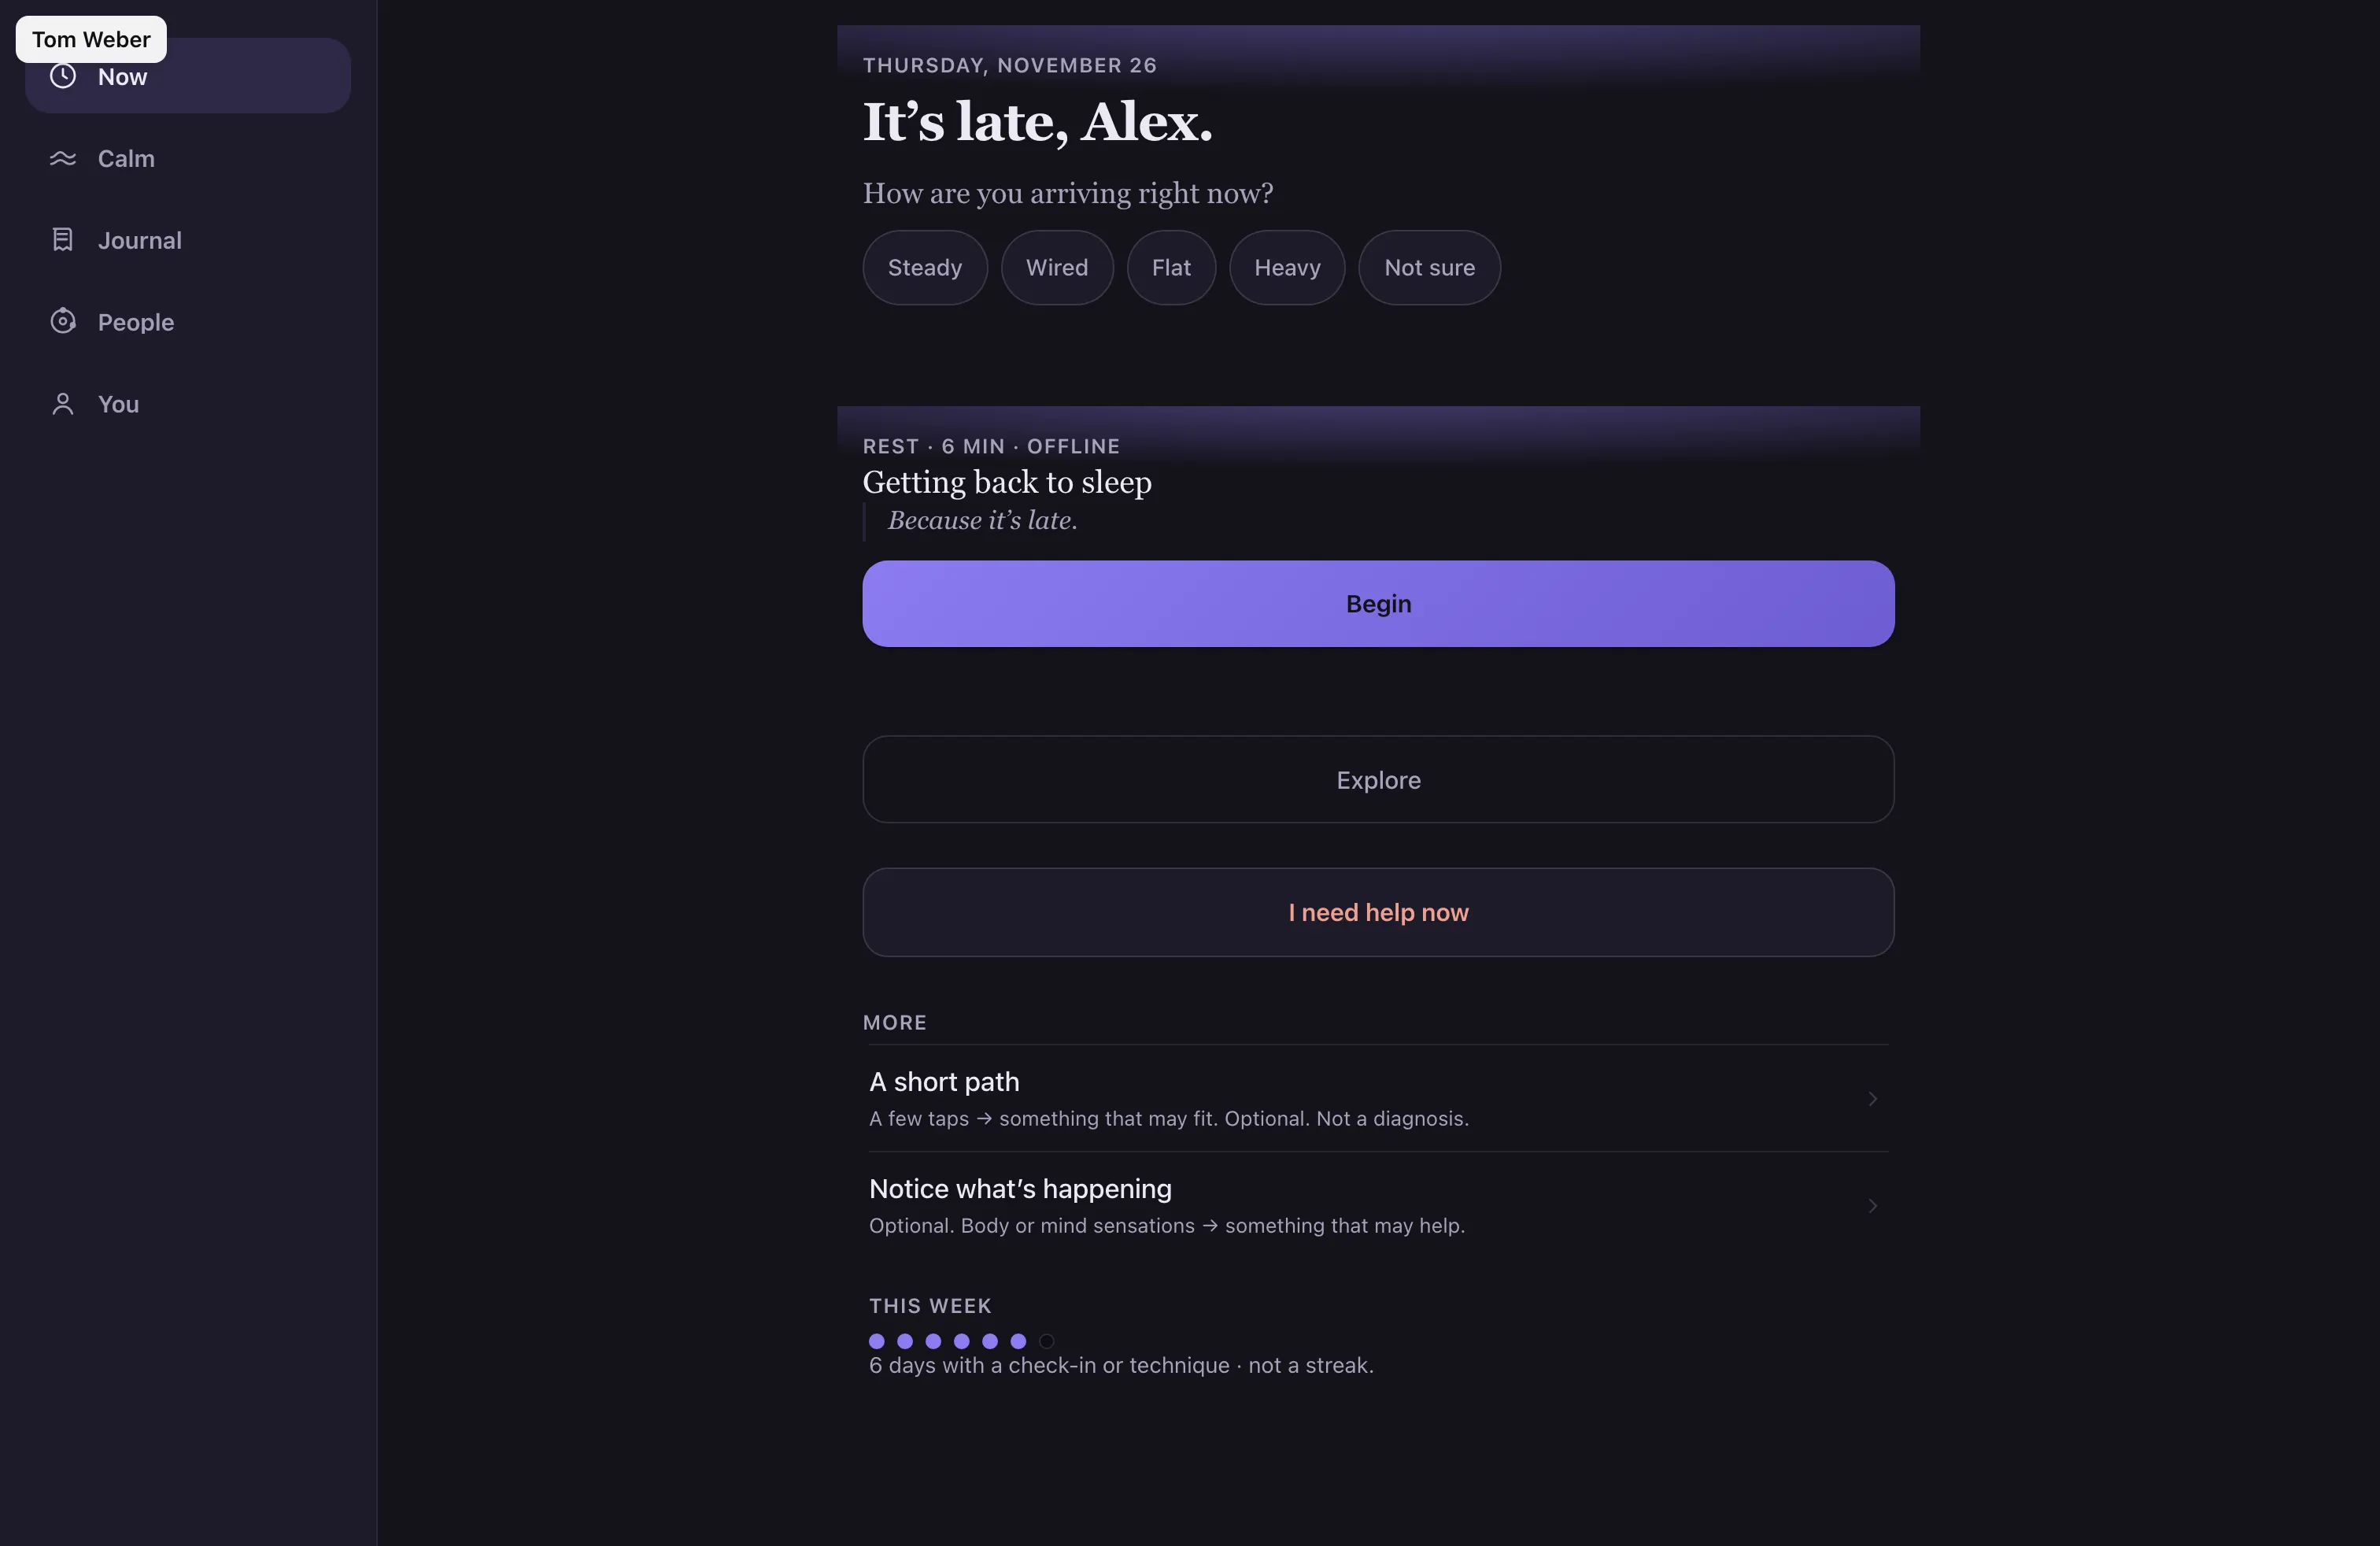 Tom Weber
Now
Calm
Journal
People
You
THURSDAY, NOVEMBER 26
It’s late, Alex.
How are you arriving right now?
Steady
Wired
Flat
Heavy
Not sure
REST · 6 MIN · OFFLINE
Getting back to sleep
Because it’s late.
Begin
Explore
I need help now
MORE
A short path
A few taps → something that may fit. Optional. Not a diagnosis.
Notice what’s happening
Optional. Body or mind sensations → something that may help.
THIS WEEK
6 days with a check-in or technique · not a streak.